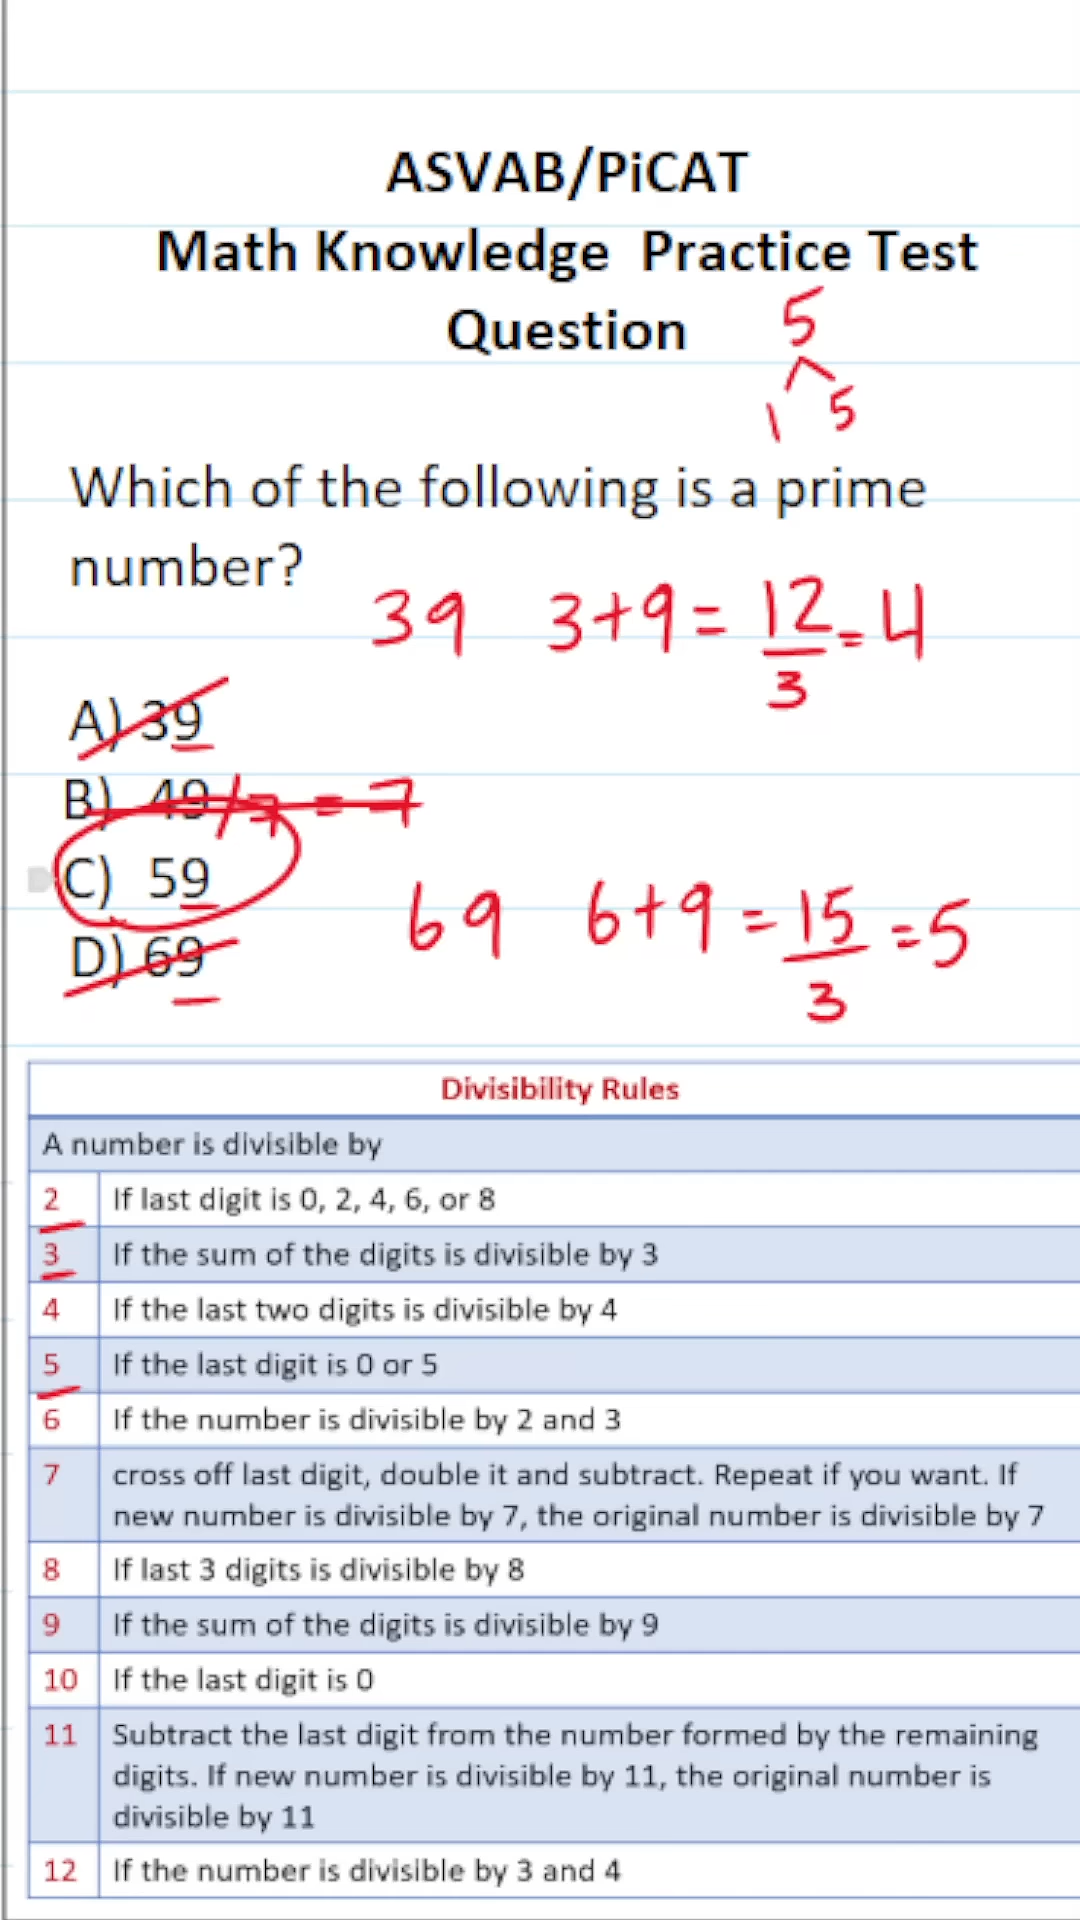 ASVAB/PiCAT
Math Knowledge Practice Test
Question
5
1 5
Which of the following is a prime
number?
39 3+9= 12/3 = 4
A) 39
B) 49 /7 = 7
C) 59
69 6+9 = 15/3 = 5
D) 69
Divisibility Rules
A number is divisible by
2 If last digit is 0, 2, 4, 6, or 8
3 If the sum of the digits is divisible by 3
4 If the last two digits is divisible by 4
5 If the last digit is 0 or 5
6 If the number is divisible by 2 and 3
7 cross off last digit, double it and subtract. Repeat if you want. If
new number is divisible by 7, the original number is divisible by 7
8 If last 3 digits is divisible by 8
9 If the sum of the digits is divisible by 9
10 If the last digit is 0
11 Subtract the last digit from the number formed by the remaining
digits. If new number is divisible by 11, the original number is
divisible by 11
12 If the number is divisible by 3 and 4